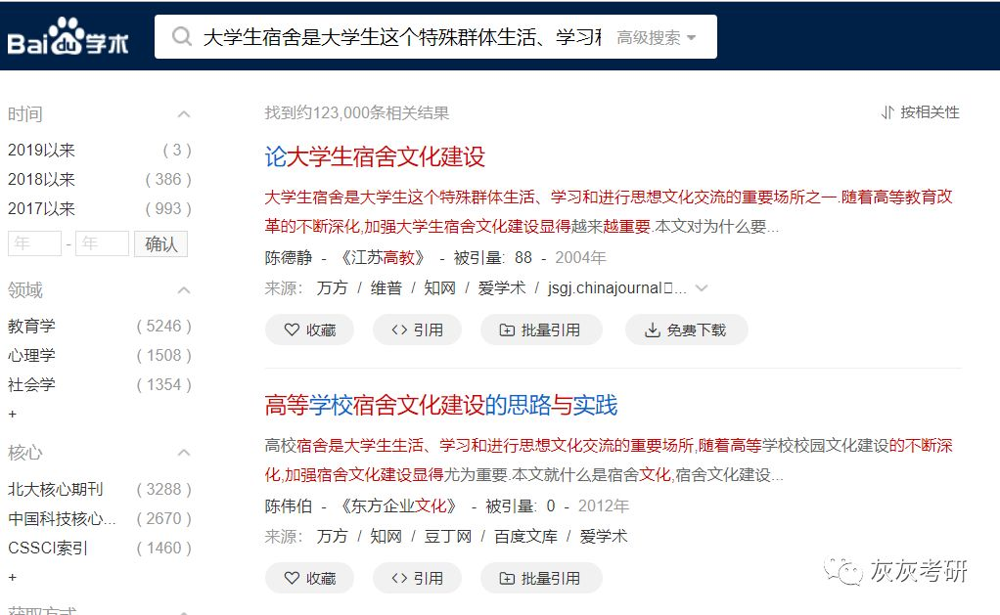 Bai du 学术
大学生宿舍是大学生这个特殊群体生活、学习 高级搜索
时间
2019以来 ( 3 )
2018以来 ( 386 )
2017以来 ( 993 )
年 - 年 确认
领域
教育学 ( 5246 )
心理学 ( 1508 )
社会学 ( 1354 )
+
核心
北大核心期刊 ( 3288 )
中国科技核心... ( 2670 )
CSSCI索引 ( 1460 )
+
获取方式
找到约123,000条相关结果 按相关性
论大学生宿舍文化建设
大学生宿舍是大学生这个特殊群体生活、学习和进行思想文化交流的重要场所之一.随着高等教育改
革的不断深化,加强大学生宿舍文化建设显得越来越重要.本文对为什么要...
陈德静 - 《江苏高教》 - 被引量: 88 - 2004年
来源: 万方 / 维普 / 知网 / 爱学术 / jsgj.chinajournal...
收藏 <> 引用 批量引用 免费下载
高等学校宿舍文化建设的思路与实践
高校宿舍是大学生生活、学习和进行思想文化交流的重要场所,随着高等学校校园文化建设的不断深
化,加强宿舍文化建设显得尤为重要.本文就什么是宿舍文化,宿舍文化建设...
陈伟伯 - 《东方企业文化》 - 被引量: 0 - 2012年
来源: 万方 / 知网 / 豆丁网 / 百度文库 / 爱学术
收藏 <> 引用 批量引用
灰灰考研